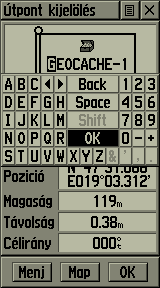 Útpont kijelölés
GEOCACHE-1
A B C Back 1 2 3
D E F G H Space 4 5 6
I J K L M Shift 7 8 9
N O P Q R OK 0 - +
S T U V W X Y Z & ' , .
Pozíció
E019°03.312'
Magaság 119m
Távolság 0.38m
Célirány 000°
Menj Map OK